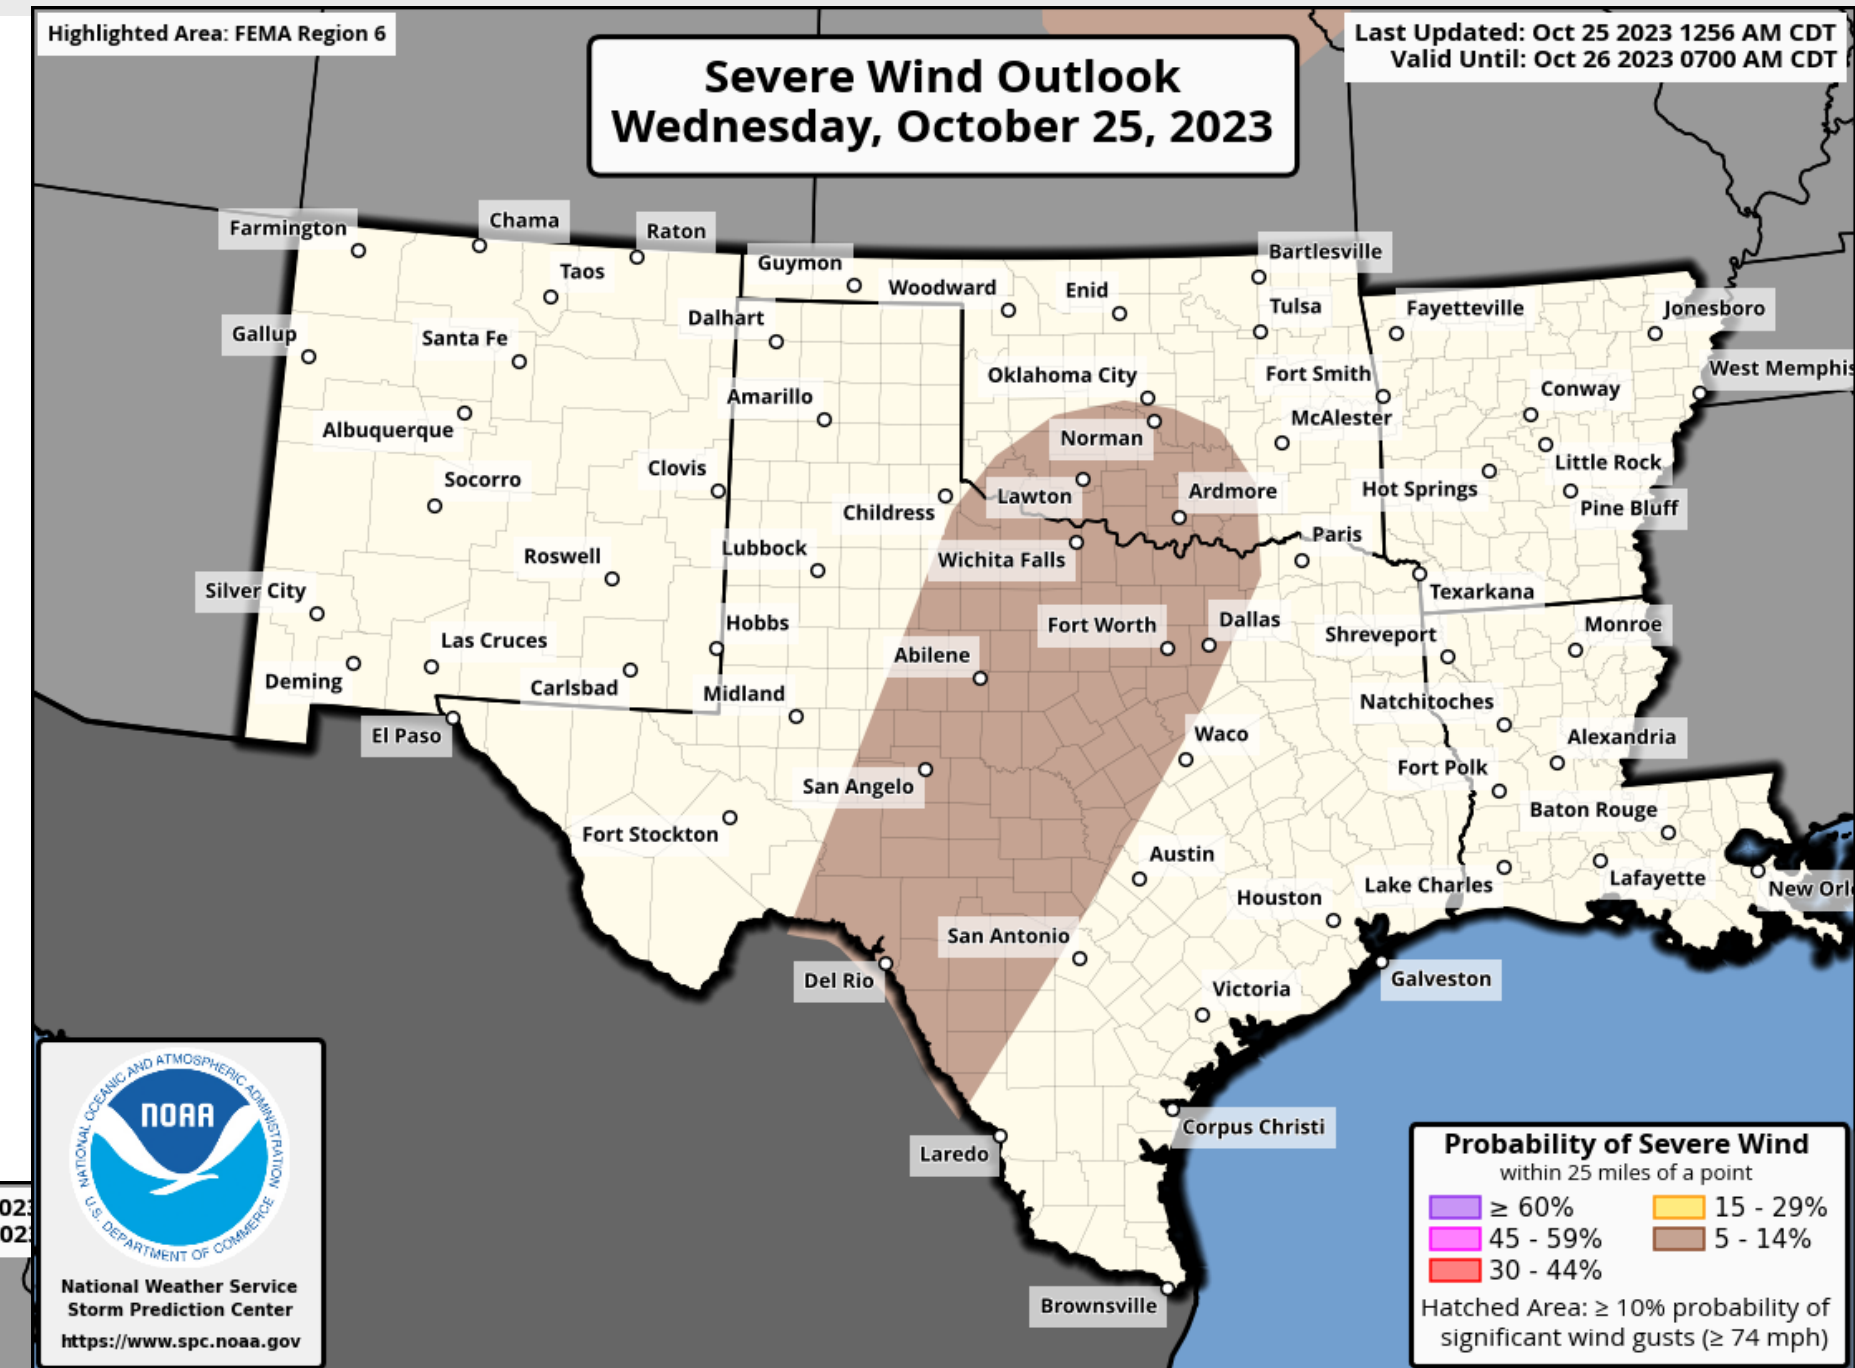 Highlighted Area: FEMA Region 6
Last Updated: Oct 25 2023 1256 AM CDT
Valid Until: Oct 26 2023 0700 AM CDT
Severe Wind Outlook
Wednesday, October 25, 2023
Farmington
Chama
Raton
Taos
Guymon
Woodward
Enid
Bartlesville
Tulsa
Fayetteville
Jonesboro
Gallup
Santa Fe
Dalhart
Oklahoma City
Fort Smith
Conway
West Memphis
Albuquerque
Amarillo
Norman
McAlester
Little Rock
Socorro
Clovis
Childress
Lawton
Ardmore
Hot Springs
Pine Bluff
Roswell
Lubbock
Wichita Falls
Paris
Texarkana
Silver City
Las Cruces
Hobbs
Fort Worth
Dallas
Shreveport
Monroe
Deming
Carlsbad
Midland
Abilene
Natchitoches
El Paso
Waco
Alexandria
San Angelo
Fort Polk
Baton Rouge
Fort Stockton
Austin
Lake Charles
Lafayette
New Orl
Houston
San Antonio
Del Rio
Galveston
Victoria
Corpus Christi
Laredo
Brownsville
023
023
NATIONAL OCEANIC AND ATMOSPHERIC ADMINISTRATION
NOAA
U.S. DEPARTMENT OF COMMERCE
National Weather Service
Storm Prediction Center
https://www.spc.noaa.gov
Probability of Severe Wind
within 25 miles of a point
≥ 60%
15 - 29%
45 - 59%
5 - 14%
30 - 44%
Hatched Area: ≥ 10% probability of
significant wind gusts (≥ 74 mph)